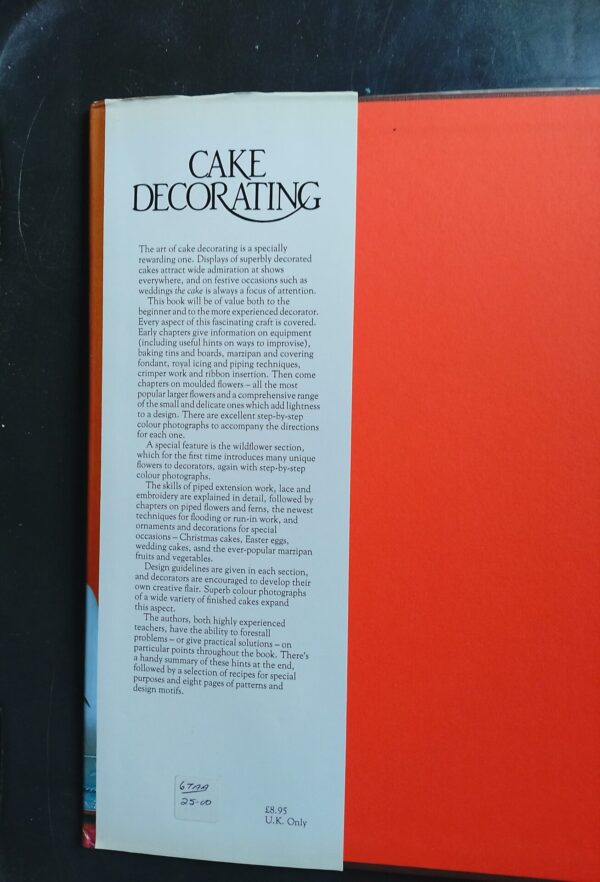 CAKE
DECORATING
The art of cake decorating is a specially
rewarding one. Displays of superbly decorated
cakes attract wide admiration at shows
everywhere, and on festive occasions such as
weddings the cake is always a focus of attention.
This book will be of value both to the
beginner and to the more experienced decorator.
Every aspect of this fascinating craft is covered.
Early chapters give information on equipment
(including useful hints on ways to improvise),
baking tins and boards, marzipan and covering
fondant, royal icing and piping techniques,
crimper work and ribbon insertion. Then come
chapters on moulded flowers – all the most
popular larger flowers and a comprehensive range
of the small and delicate ones which add lightness
to a design. There are excellent step-by-step
colour photographs to accompany the directions
for each one.
A special feature is the wildflower section,
which for the first time introduces many unique
flowers to decorators, again with step-by-step
colour photographs.
The skills of piped extension work, lace and
embroidery are explained in detail, followed by
chapters on piped flowers and ferns, the newest
techniques for flooding or run-in work, and
ornaments and decorations for special
occasions – Christmas cakes, Easter eggs,
wedding cakes, asnd the ever-popular marzipan
fruits and vegetables.
Design guidelines are given in each section,
and decorators are encouraged to develop their
own creative flair. Superb colour photographs
of a wide variety of finished cakes expand
this aspect.
The authors, both highly experienced
teachers, have the ability to forestall
problems – or give practical solutions – on
particular points throughout the book. There's
a handy summary of these hints at the end,
followed by a selection of recipes for special
purposes and eight pages of patterns and
design motifs.
25-00
£8.95
U.K. Only